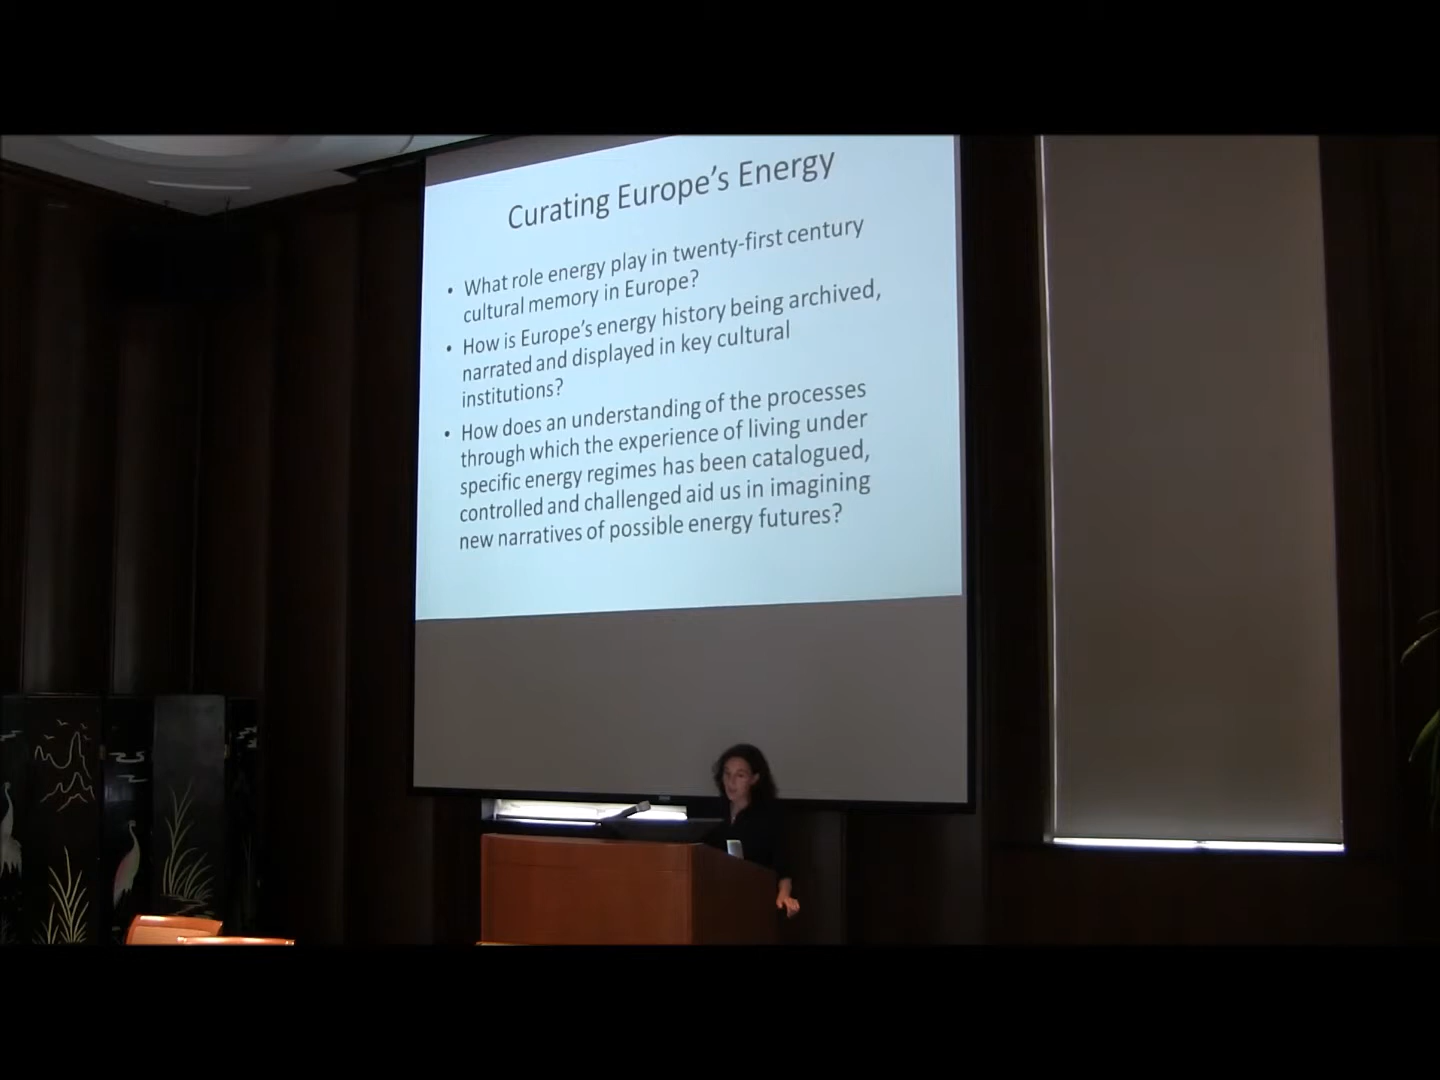 Curating Europe's Energy
• What role energy play in twenty-first century
cultural memory in Europe?
• How is Europe's energy history being archived,
narrated and displayed in key cultural
institutions?
• How does an understanding of the processes
through which the experience of living under
specific energy regimes has been catalogued,
controlled and challenged aid us in imagining
new narratives of possible energy futures?